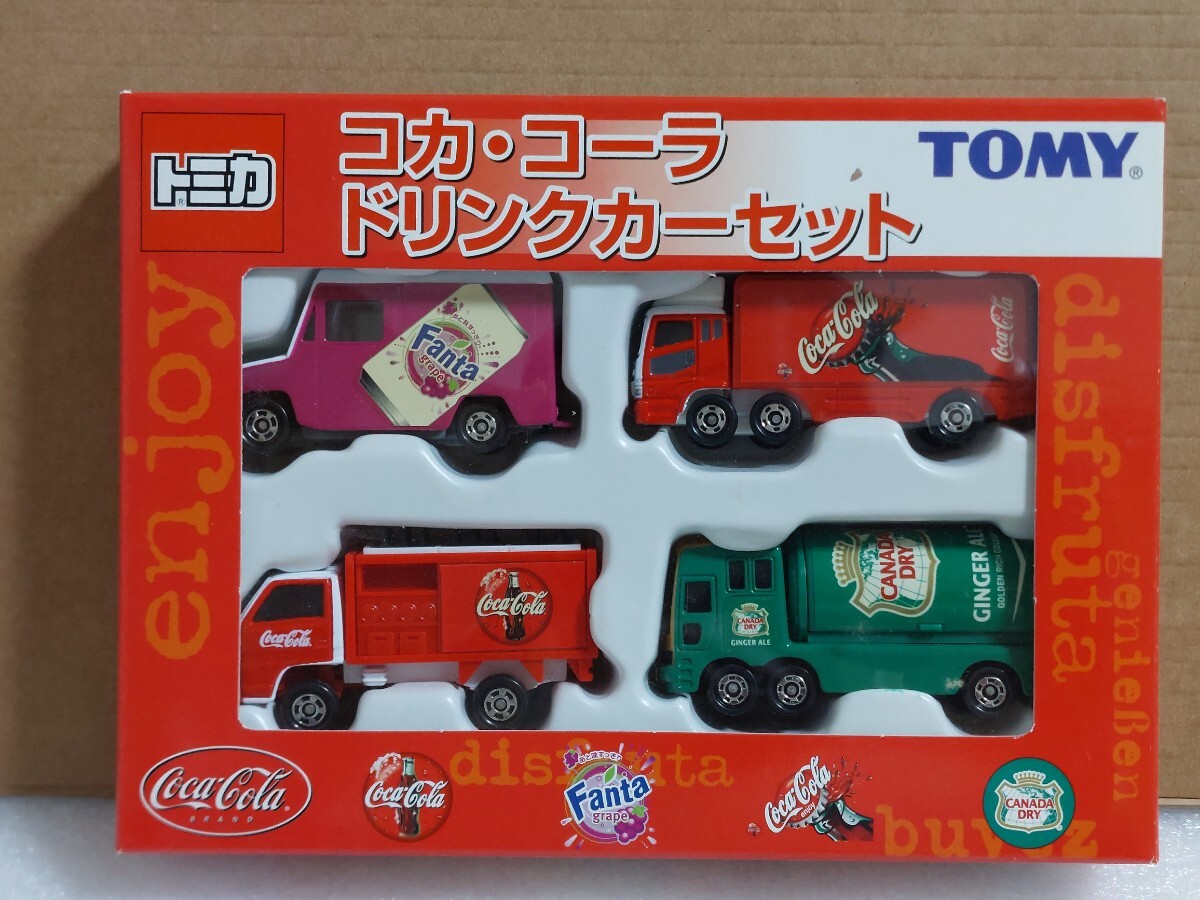 トミカ®
コカ・コーラ
ドリンクカーセット
TOMY®
enjoy
disfruta
genießen
Fanta
grape
Coca-Cola
Coca-Cola
Coca-Cola
Coca-Cola
CANADA DRY
GINGER ALE
CANADA DRY
GINGER ALE
disfruta
buvez
Coca-Cola®
BRAND
Coca-Cola
Fanta
grape
Coca-Cola
enjoy
CANADA
DRY